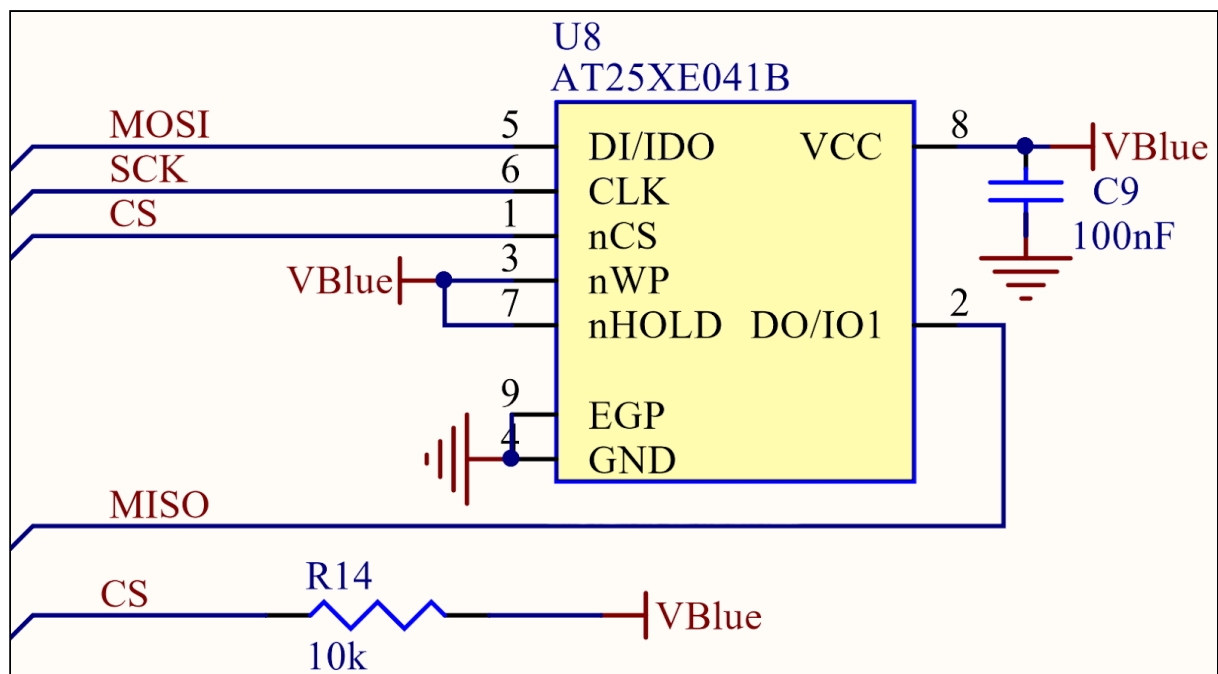 U8
AT25XE041B
MOSI 5 DI/IDO VCC 8 VBlue
SCK 6 CLK C9
CS 1 nCS 100nF
VBlue 3 nWP
7 nHOLD DO/IO1 2
9 EGP
4 GND
MISO
CS R14 VBlue
10k